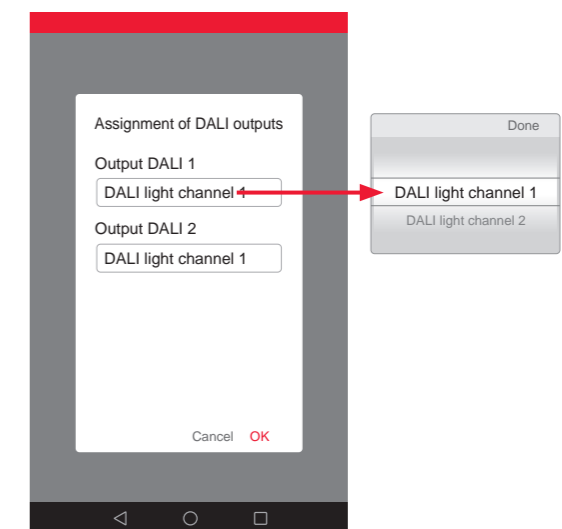 Assignment of DALI outputs
Output DALI 1
DALI light channel 1
Output DALI 2
DALI light channel 1
Cancel OK
Done
DALI light channel 1
DALI light channel 2